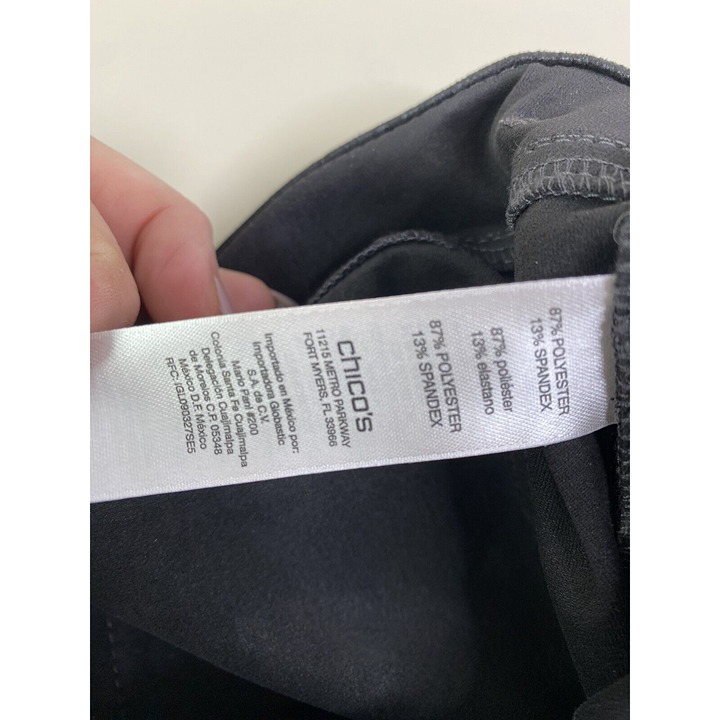 87% POLYESTER
13% SPANDEX
87% poliéster
13% elastano
87% POLYESTER
13% SPANDEX
chico's
11215 METRO PARKWAY
FORT MYERS, FL 33966
Importado en México por:
Importadora Globastic
S.A. de C.V.
Mario Pani #200
Colonia Santa Fe Cuajimalpa
Delegación Cuajimalpa
de Morelos C.P. 05348
México D.F. México
RFC: IGL090327SE5